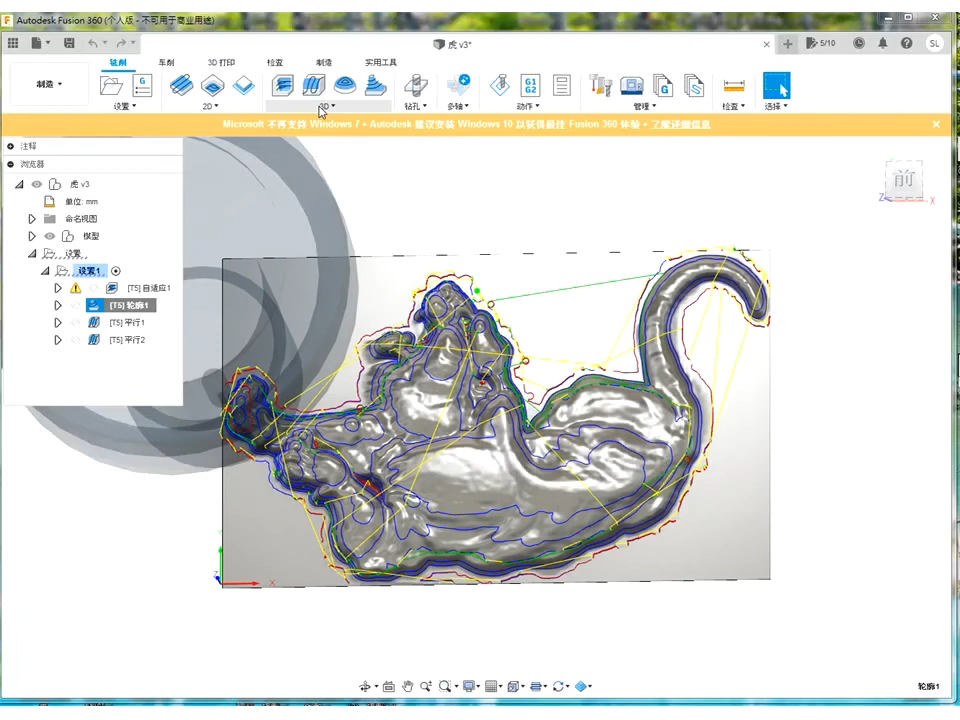 Autodesk Fusion 360 (个人版 - 不可用于商业用途)
虎 v3*
5/10
SL
铣削
车削
3D 打印
检查
制造
实用工具
制造
G
G1
G2
G
设置
2D
3D
钻孔
多轴
动作
管理
检查
选择
Microsoft 不再支持 Windows 7 • Autodesk 建议安装 Windows 10 以获得最佳 Fusion 360 体验 • 了解详细信息
注释
浏览器
虎 v3
单位: mm
命名视图
模型
设置
设置1
[T5] 自适应1
[T5] 轮廓1
[T5] 平行1
[T5] 平行2
前
Z
X
Z
X
轮廓1